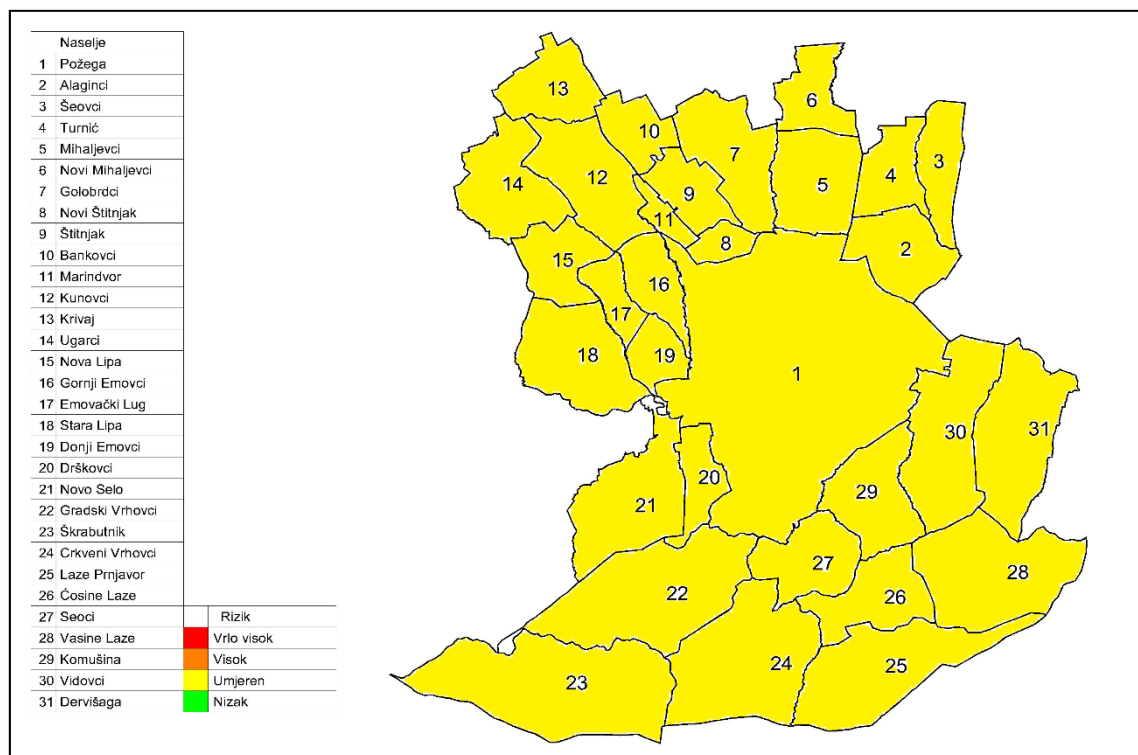 Naselje
1 Požega
2 Alaginci
3 Šeovci
4 Turnić
5 Mihaljevci
6 Novi Mihaljevci
7 Golobrdci
8 Novi Štitnjak
9 Štitnjak
10 Bankovci
11 Marindvor
12 Kunovci
13 Krivaj
14 Ugarci
15 Nova Lipa
16 Gornji Emovci
17 Emovački Lug
18 Stara Lipa
19 Donji Emovci
20 Drškovci
21 Novo Selo
22 Gradski Vrhovci
23 Škrabutnik
24 Crkveni Vrhovci
25 Laze Prnjavor
26 Ćosine Laze
27 Seoci Rizik
28 Vasine Laze Vrlo visok
29 Komušina Visok
30 Vidovci Umjeren
31 Dervišaga Nizak
13
6
10
7
3
4
12
5
14
9
11
8
2
15
16
17
18
19
1
30
31
20
29
21
27
28
22
26
24
25
23